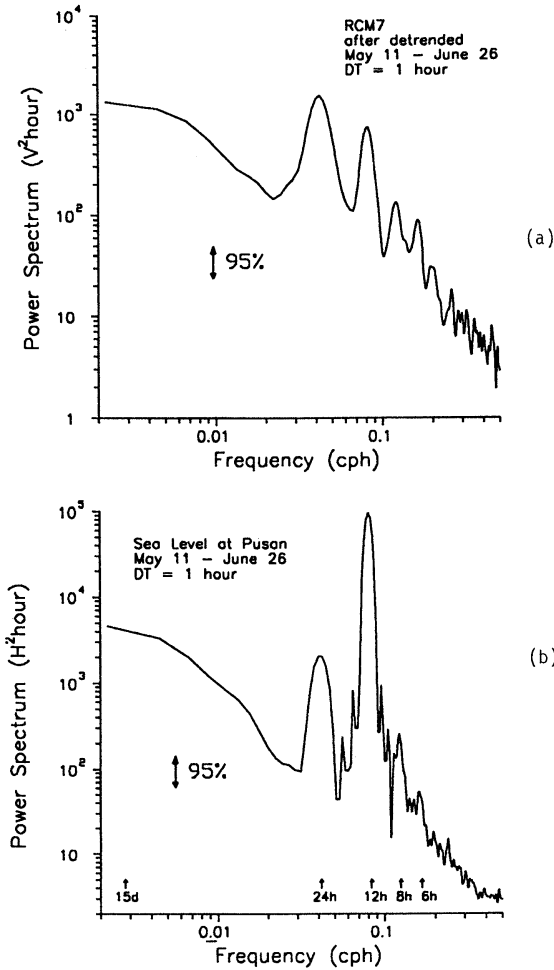 RCM7
after detrended
May 11 – June 26
DT = 1 hour
Power Spectrum (V²hour)
10⁴
10³
10²
10
1
95%
(a)
0.01 0.1
Frequency (cph)
Sea Level at Pusan
May 11 – June 26
DT = 1 hour
Power Spectrum (H²hour)
10⁵
10⁴
10³
10²
10
95%
(b)
15d 24h 12h 8h 6h
0.01 0.1
Frequency (cph)